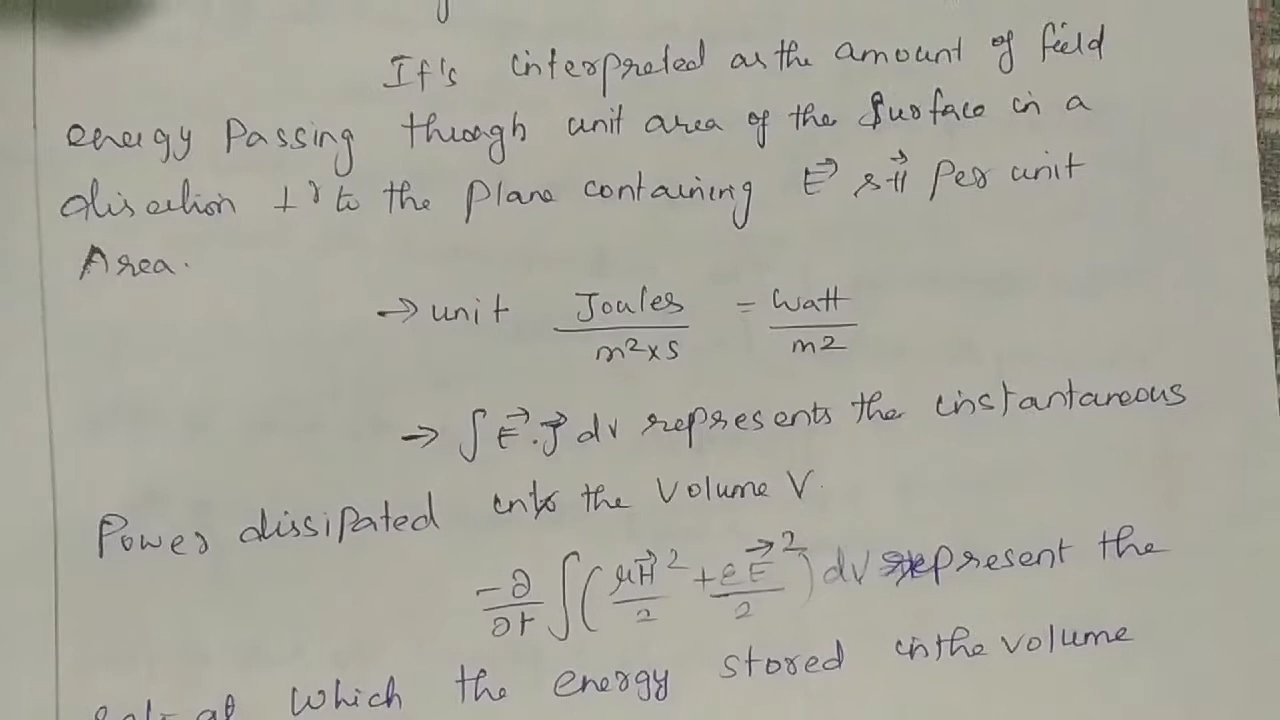 It's interpreted as the amount of field
energy Passing through unit area of the Surface in a
direction ⊥r to the Plane containing E⃗ & H⃗ Per unit
Area.
→ unit Joules/m²×s = Watt/m2
→ ∫E⃗.J⃗ dv represents the instantaneous
Power dissipated into the Volume V.
-∂/∂t ∫(μH⃗²/2 + εE⃗²/2) dv represent the
at which the energy stored in the volume